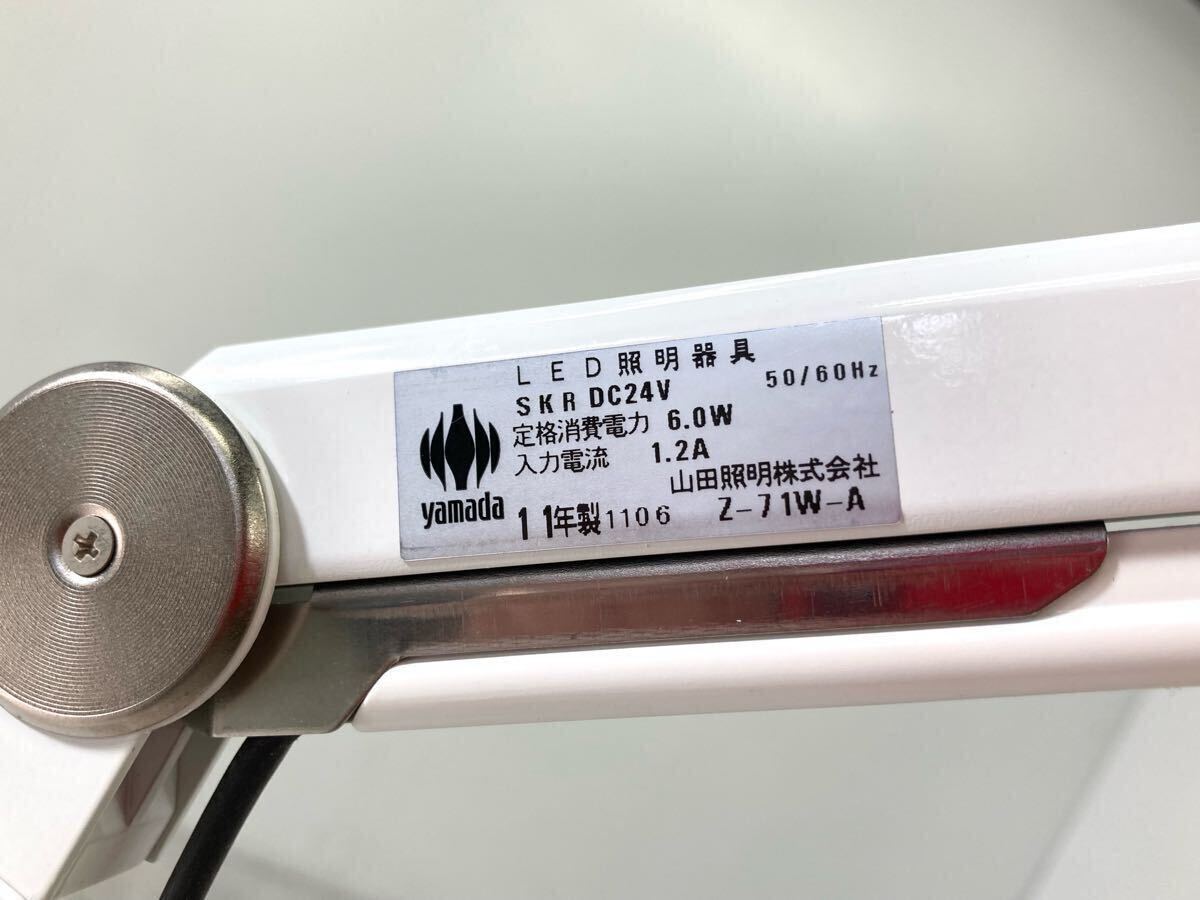 LED照明器具
SKR DC24V 50/60Hz
定格消費電力 6.0W
入力電流 1.2A
山田照明株式会社
yamada
11年製1106 Z-71W-A